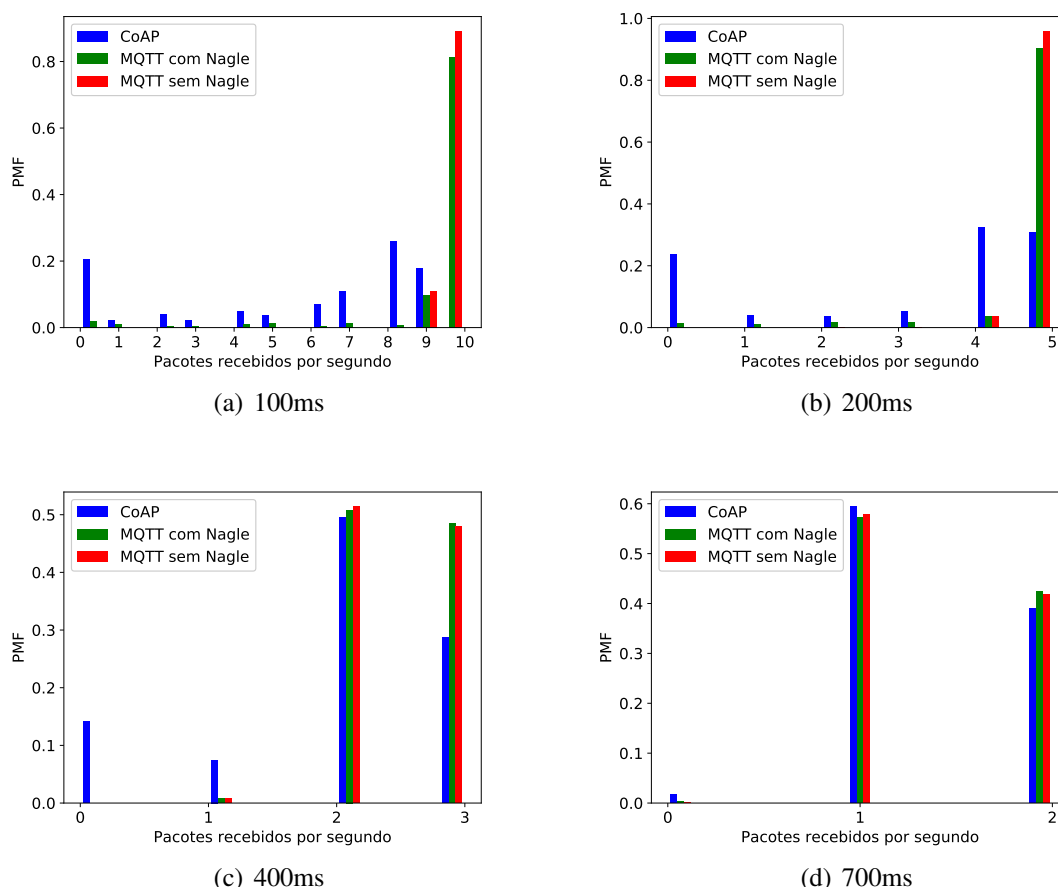 CoAP
MQTT com Nagle
MQTT sem Nagle
PMF
0.8
0.6
0.4
0.2
0.0
0 1 2 3 4 5 6 7 8 9 10
Pacotes recebidos por segundo
(a) 100ms
CoAP
MQTT com Nagle
MQTT sem Nagle
PMF
1.0
0.8
0.6
0.4
0.2
0.0
0 1 2 3 4 5
Pacotes recebidos por segundo
(b) 200ms
CoAP
MQTT com Nagle
MQTT sem Nagle
PMF
0.5
0.4
0.3
0.2
0.1
0.0
0 1 2 3
Pacotes recebidos por segundo
(c) 400ms
CoAP
MQTT com Nagle
MQTT sem Nagle
PMF
0.6
0.5
0.4
0.3
0.2
0.1
0.0
0 1 2
Pacotes recebidos por segundo
(d) 700ms